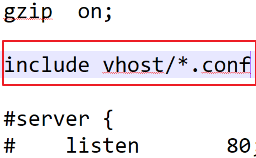 gzip  on;
include vhost/*.conf
#server {
#    listen       80;